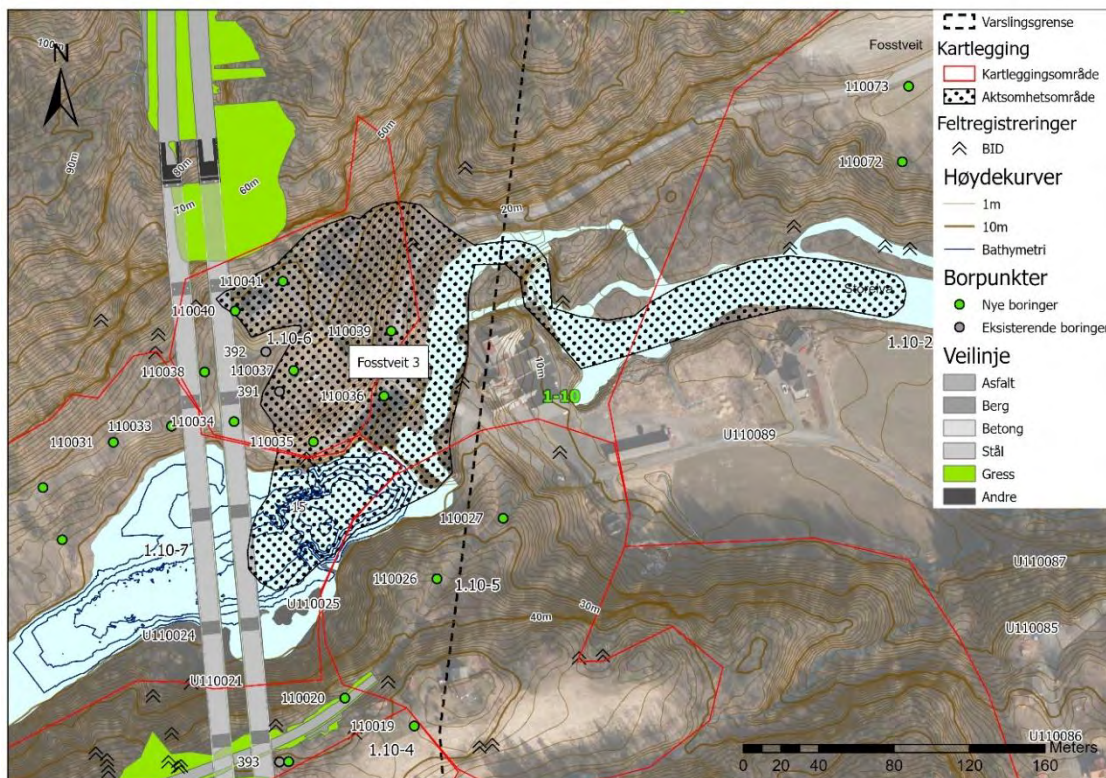 100m
N
90m
80m
70m
60m
50m
20m
Fosstveit
110073
110072
110041
110040
1.10-6
392
110039
110038
110037
Fosstveit 3
391
110036
110034
110033
110031
110035
10m
1-10
Storelva
1.10-2
U110089
15
110027
1.10-7
110026
1.10-5
U110025
U110024
40m
30m
U110021
U110087
U110085
110020
110019
1.10-4
393
U110086
Meters
0 20 40 80 120 160
Varslingsgrense
Kartlegging
Kartleggingsområde
Aktsomhetsområde
Feltregistreringer
BID
Høydekurver
1m
10m
Bathymetri
Borpunkter
Nye boringer
Eksisterende boringer
Veilinje
Asfalt
Berg
Betong
Stål
Gress
Andre